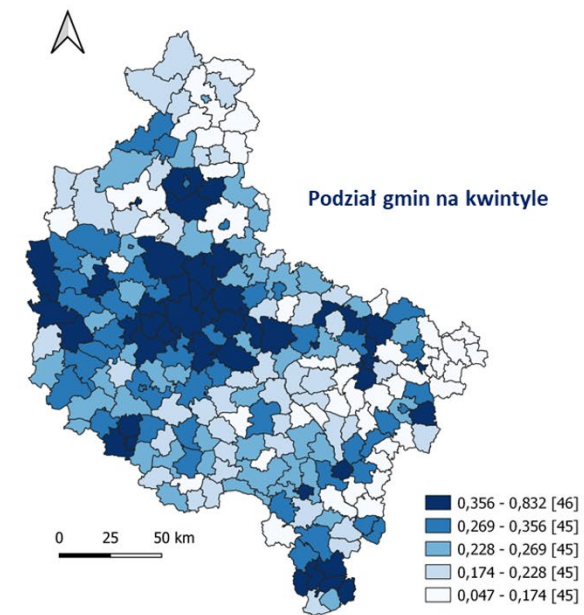 Podział gmin na kwintyle
0,356 - 0,832 [46]
0,269 - 0,356 [45]
0,228 - 0,269 [45]
0,174 - 0,228 [45]
0,047 - 0,174 [45]
0 25 50 km